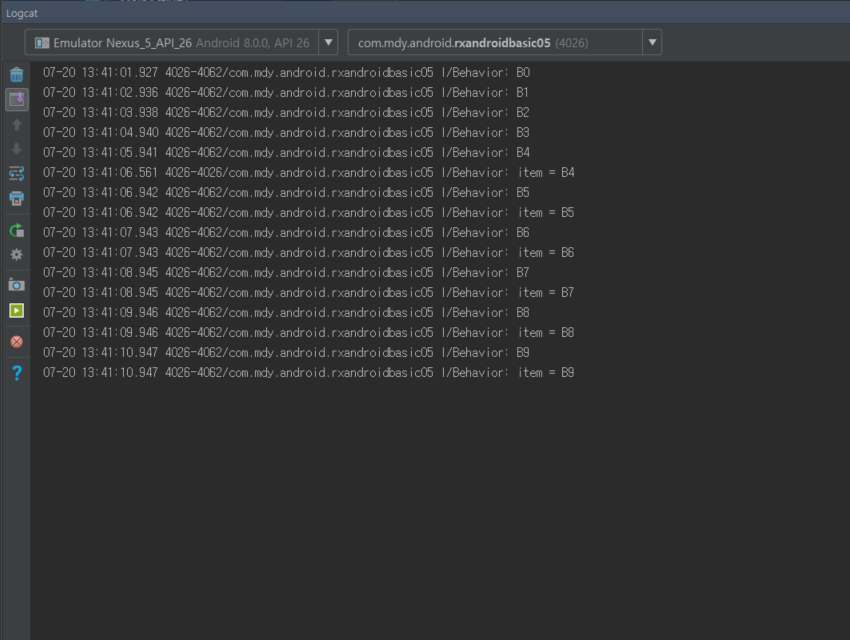 Logcat
Emulator Nexus_5_API_26 Android 8.0.0, API 26 com.mdy.android.rxandroidbasic05 (4026)
07-20 13:41:01.927 4026-4062/com.mdy.android.rxandroidbasic05 I/Behavior: B0
07-20 13:41:02.936 4026-4062/com.mdy.android.rxandroidbasic05 I/Behavior: B1
07-20 13:41:03.938 4026-4062/com.mdy.android.rxandroidbasic05 I/Behavior: B2
07-20 13:41:04.940 4026-4062/com.mdy.android.rxandroidbasic05 I/Behavior: B3
07-20 13:41:05.941 4026-4062/com.mdy.android.rxandroidbasic05 I/Behavior: B4
07-20 13:41:06.561 4026-4026/com.mdy.android.rxandroidbasic05 I/Behavior: item = B4
07-20 13:41:06.942 4026-4062/com.mdy.android.rxandroidbasic05 I/Behavior: B5
07-20 13:41:06.942 4026-4062/com.mdy.android.rxandroidbasic05 I/Behavior: item = B5
07-20 13:41:07.943 4026-4062/com.mdy.android.rxandroidbasic05 I/Behavior: B6
07-20 13:41:07.943 4026-4062/com.mdy.android.rxandroidbasic05 I/Behavior: item = B6
07-20 13:41:08.945 4026-4062/com.mdy.android.rxandroidbasic05 I/Behavior: B7
07-20 13:41:08.945 4026-4062/com.mdy.android.rxandroidbasic05 I/Behavior: item = B7
07-20 13:41:09.946 4026-4062/com.mdy.android.rxandroidbasic05 I/Behavior: B8
07-20 13:41:09.946 4026-4062/com.mdy.android.rxandroidbasic05 I/Behavior: item = B8
07-20 13:41:10.947 4026-4062/com.mdy.android.rxandroidbasic05 I/Behavior: B9
07-20 13:41:10.947 4026-4062/com.mdy.android.rxandroidbasic05 I/Behavior: item = B9